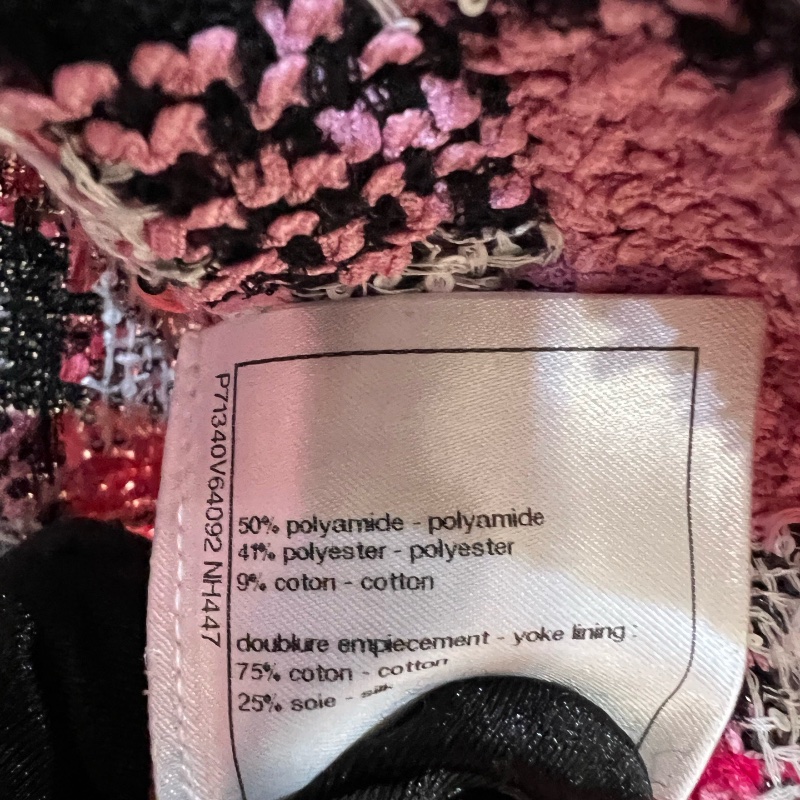 P71340V64092 NH447
50% polyamide - polyamide
41% polyester - polyester
9% coton - cotton
doublure empiecement - yoke lining :
75% coton - cotton
25% soie - silk